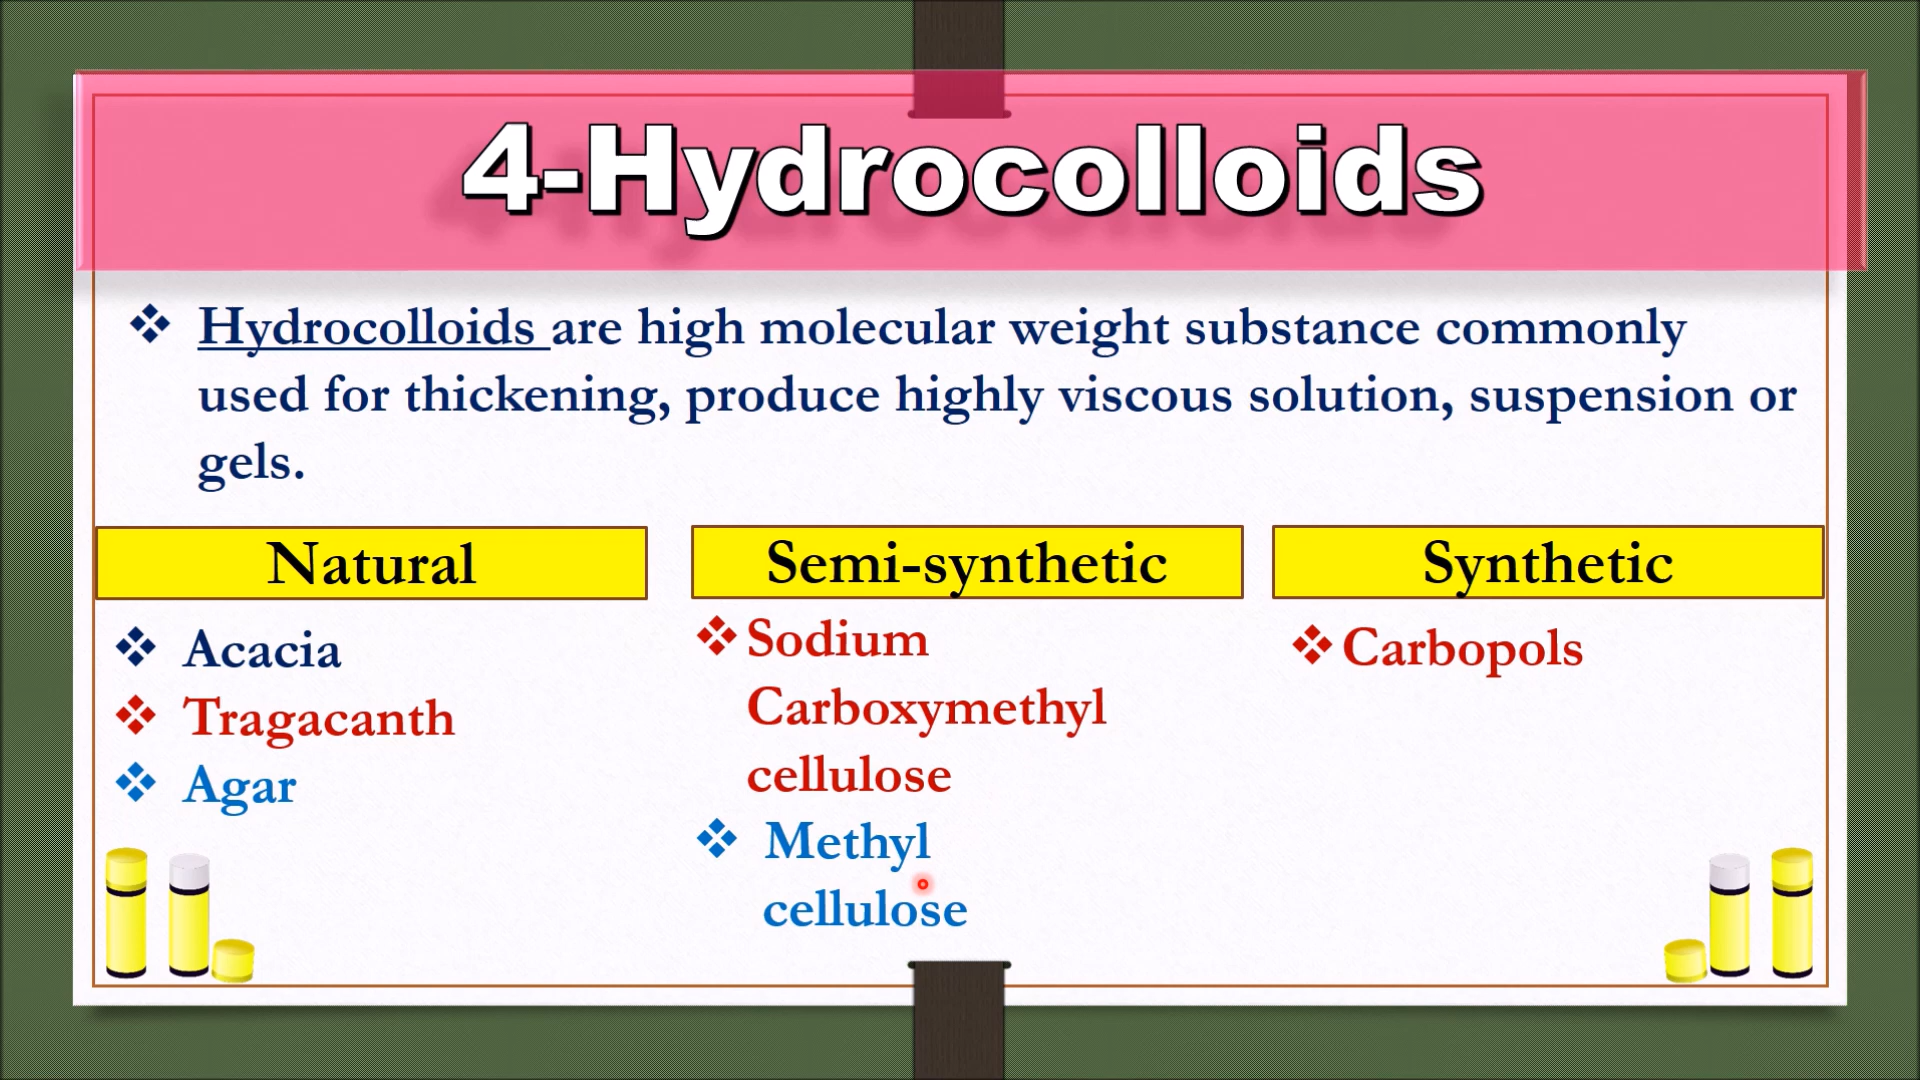 4-Hydrocolloids
❖ Hydrocolloids are high molecular weight substance commonly
used for thickening, produce highly viscous solution, suspension or
gels.
Natural
❖ Acacia
❖ Tragacanth
❖ Agar
Semi-synthetic
❖ Sodium
Carboxymethyl
cellulose
❖ Methyl
cellulose
Synthetic
❖ Carbopols